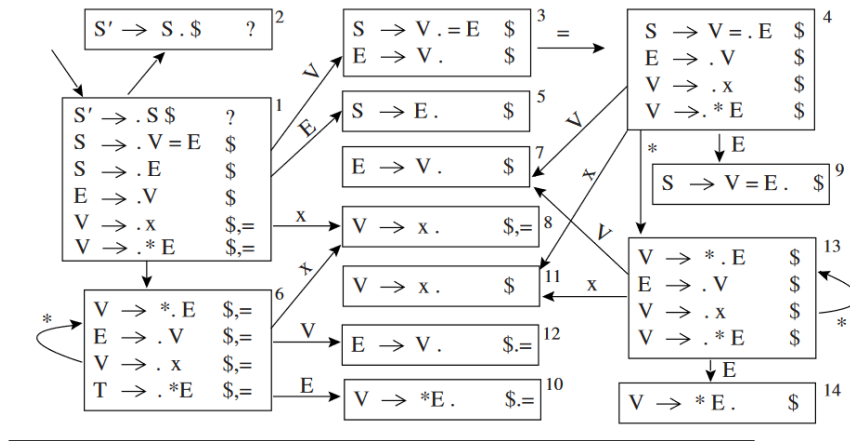 S′ → S . $ ? 2
S → V . = E $ 3
E → V . $
=
S → V = . E $ 4
E → . V $
V → . x $
V → . * E $
S′ → . S $ ? 1
S → . V = E $
S → . E $
E → . V $
V → . x $,=
V → . * E $,=
V
E
S → E . $ 5
E → V . $ 7
V
x
*
E
S → V = E . $ 9
x
V → x . $,= 8
x
V
V → x . $ 11
x
V → * . E $ 13
E → . V $
V → . x $
V → . * E $
*
*
V → *. E $,= 6
E → . V $,=
V → . x $,=
T → . *E $,=
V
E → V . $.= 12
E
V → *E . $.= 10
E
V → * E . $ 14